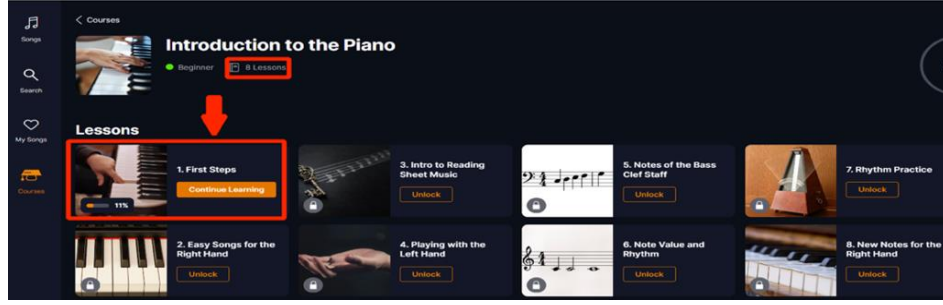 Songs
Search
My Songs
Courses
Courses
Introduction to the Piano
Beginner
8 Lessons
Lessons
1. First Steps
Continue Learning
11%
2. Easy Songs for the
Right Hand
Unlock
3. Intro to Reading
Sheet Music
Unlock
4. Playing with the
Left Hand
Unlock
5. Notes of the Bass
Clef Staff
Unlock
6. Note Value and
Rhythm
Unlock
7. Rhythm Practice
Unlock
8. New Notes for the
Right Hand
Unlock